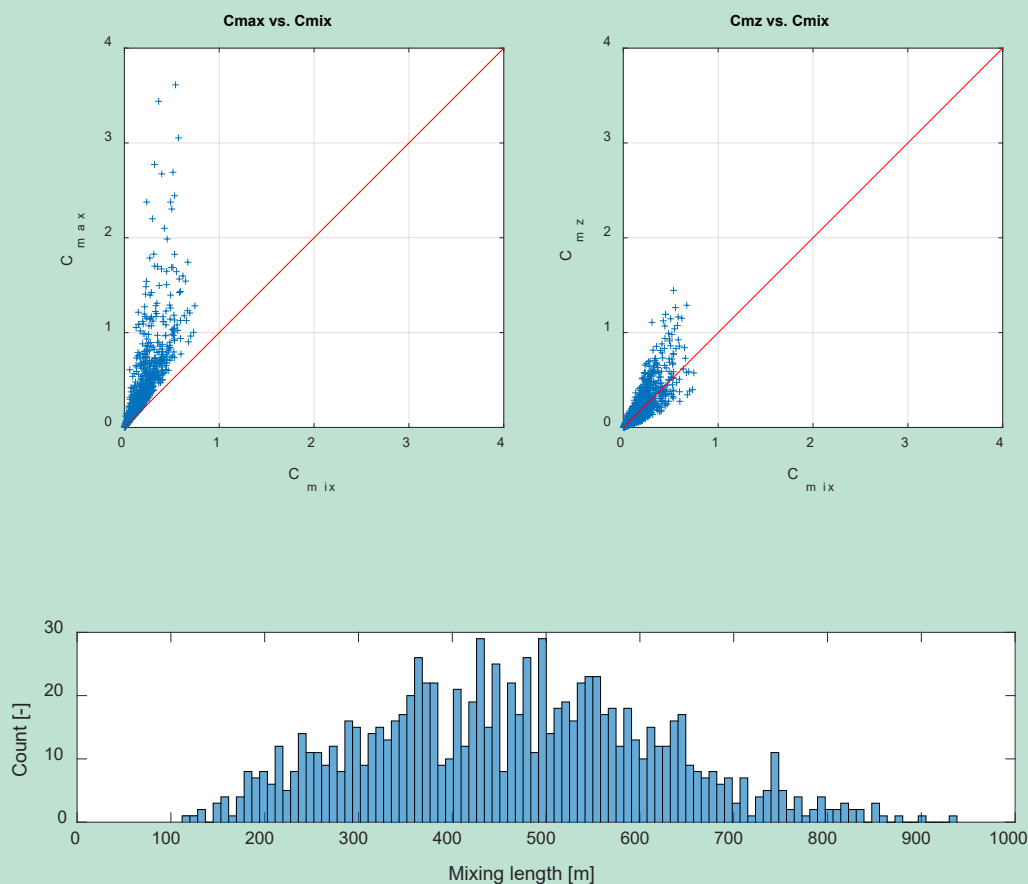 Cmax vs. Cmix
4
3
2
1
0
C m a x
0 1 2 3 4
C m ix
Cmz vs. Cmix
4
3
2
1
0
C m z
0 1 2 3 4
C m ix
30
20
10
0
Count [-]
0 100 200 300 400 500 600 700 800 900 1000
Mixing length [m]